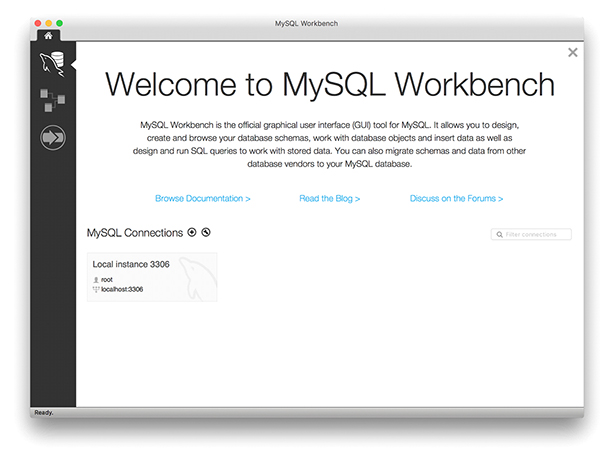 MySQL Workbench
Welcome to MySQL Workbench
MySQL Workbench is the official graphical user interface (GUI) tool for MySQL. It allows you to design,
create and browse your database schemas, work with database objects and insert data as well as
design and run SQL queries to work with stored data. You can also migrate schemas and data from other
database vendors to your MySQL database.
Browse Documentation > Read the Blog > Discuss on the Forums >
MySQL Connections Filter connections
Local instance 3306
root
localhost:3306
Ready.